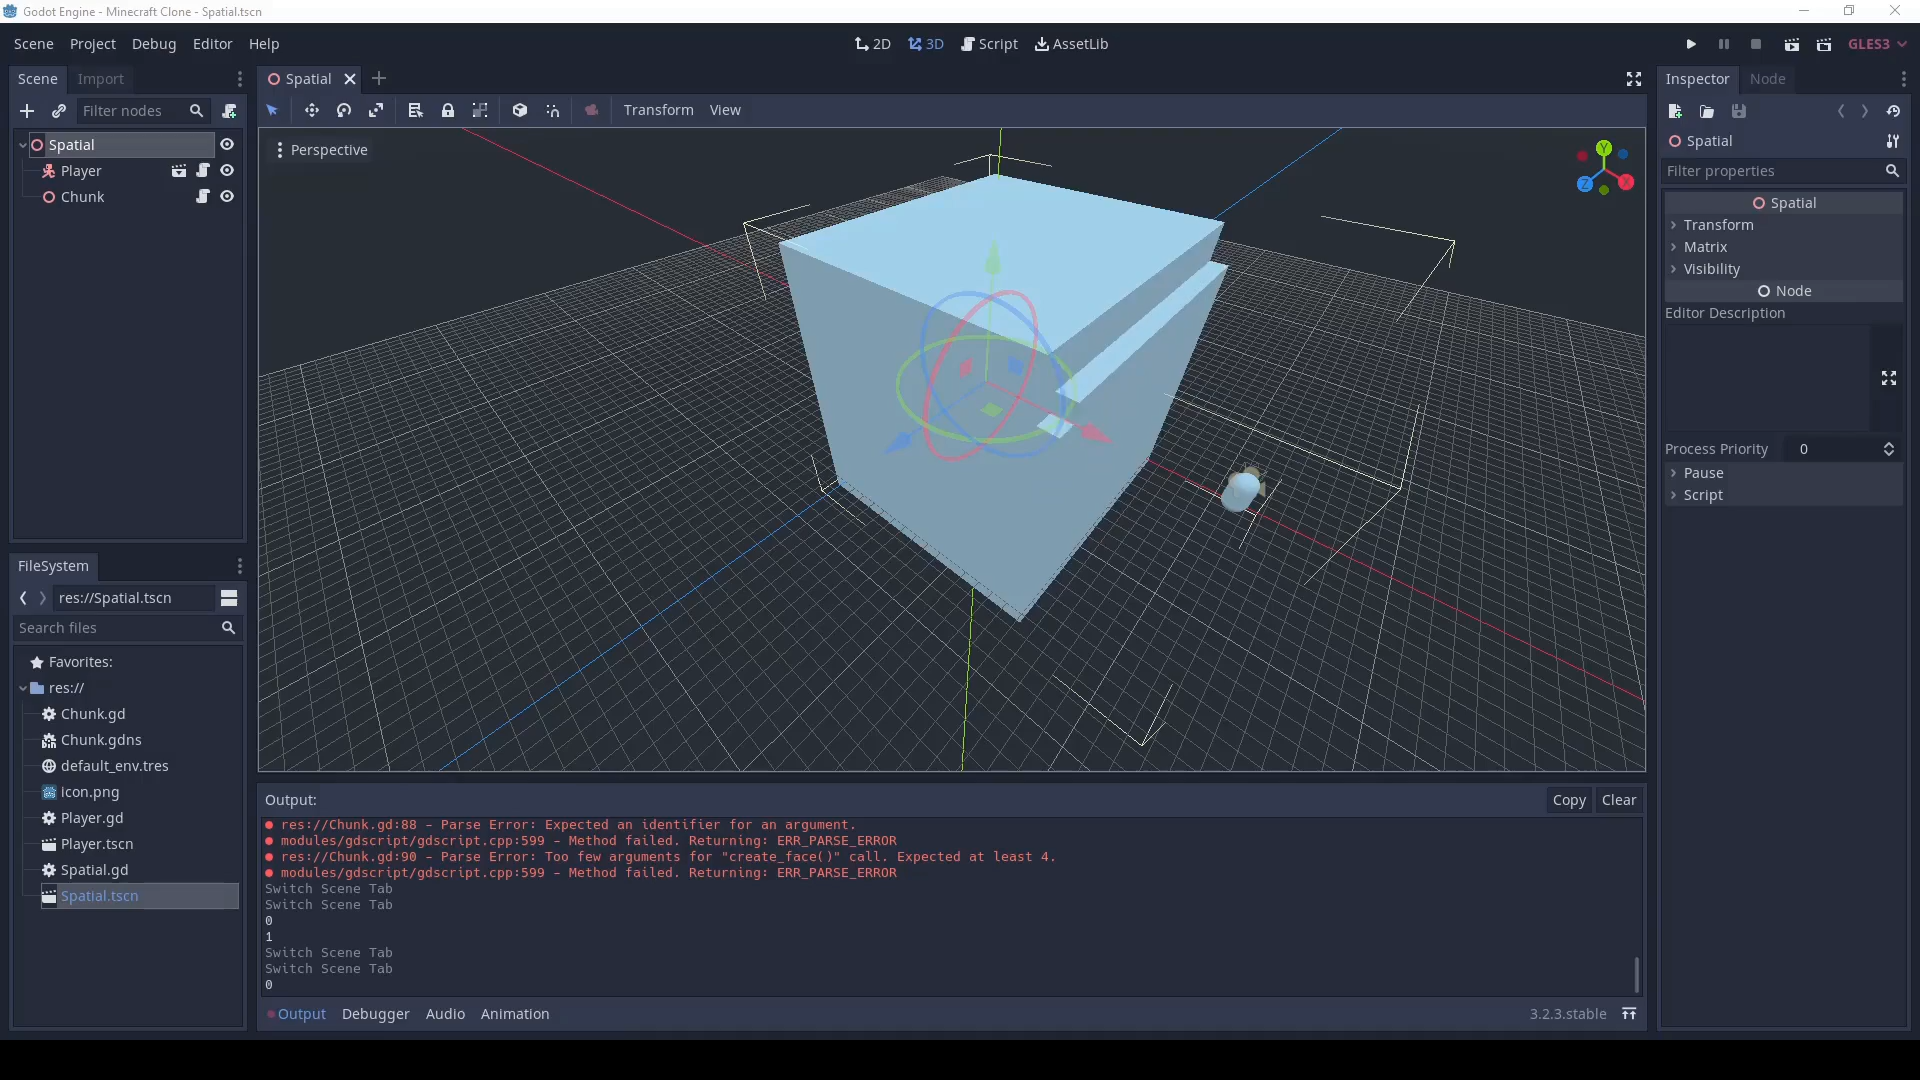 Godot Engine - Minecraft Clone - Spatial.tscn
Scene Project Debug Editor Help
2D 3D Script AssetLib
GLES3
Scene Import
Filter nodes
Spatial
Player
Chunk
FileSystem
res://Spatial.tscn
Search files
Favorites:
res://
Chunk.gd
Chunk.gdns
default_env.tres
icon.png
Player.gd
Player.tscn
Spatial.gd
Spatial.tscn
Spatial
Transform View
Perspective
Y
Z
X
Output:
Copy Clear
res://Chunk.gd:88 - Parse Error: Expected an identifier for an argument.
modules/gdscript/gdscript.cpp:599 - Method failed. Returning: ERR_PARSE_ERROR
res://Chunk.gd:90 - Parse Error: Too few arguments for "create_face()" call. Expected at least 4.
modules/gdscript/gdscript.cpp:599 - Method failed. Returning: ERR_PARSE_ERROR
Switch Scene Tab
Switch Scene Tab
0
1
Switch Scene Tab
Switch Scene Tab
0
Output Debugger Audio Animation
3.2.3.stable
Inspector Node
Spatial
Filter properties
Spatial
Transform
Matrix
Visibility
Node
Editor Description
Process Priority 0
Pause
Script